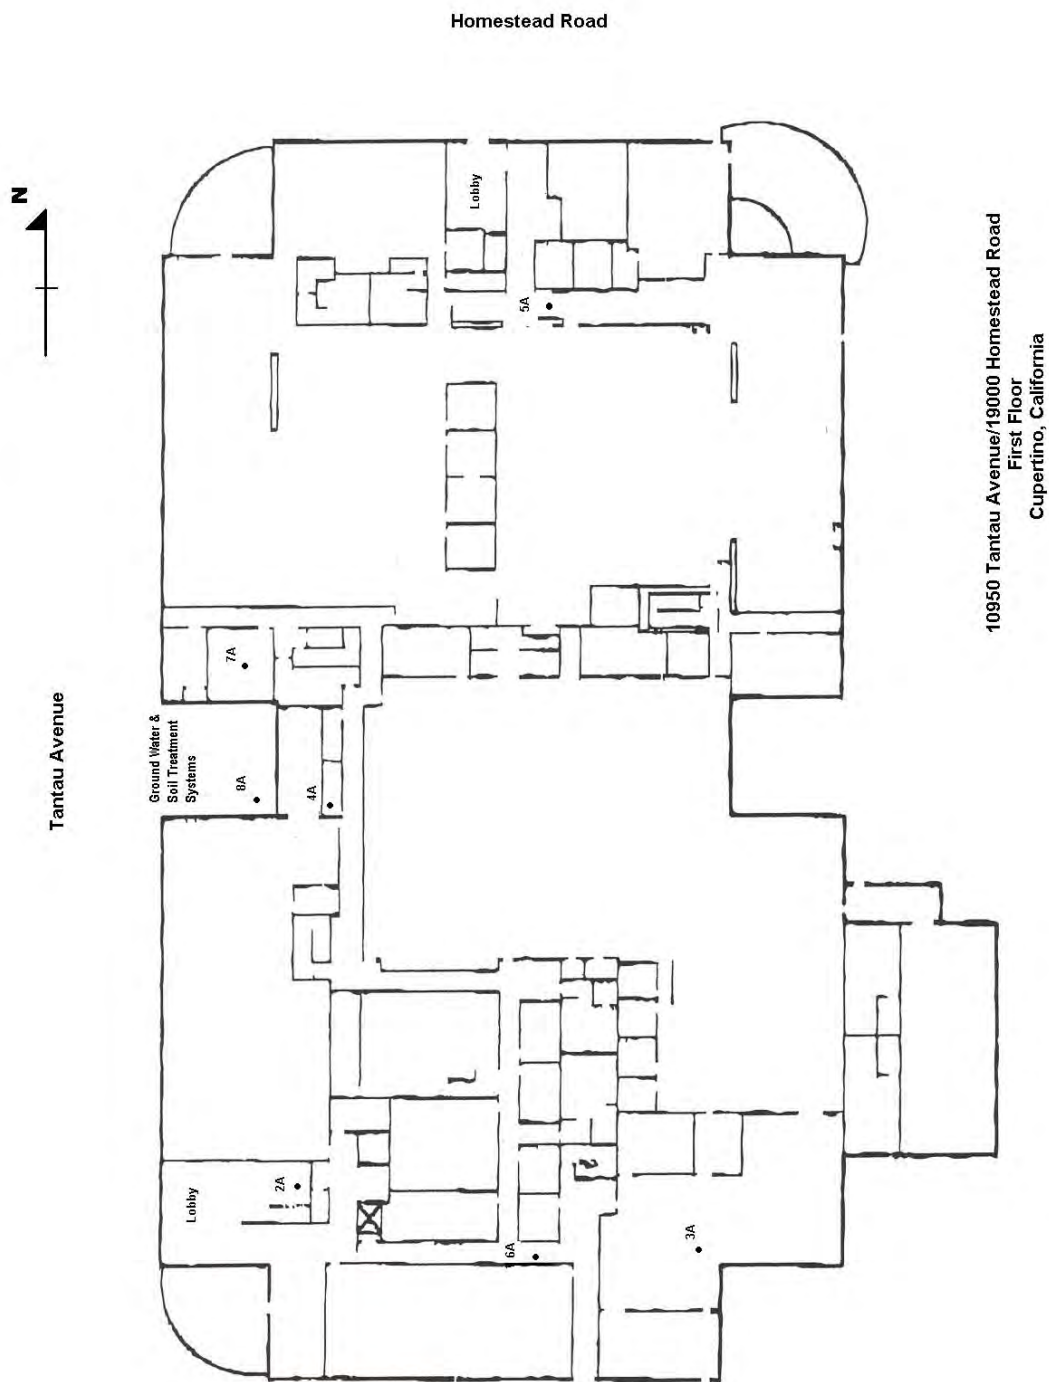 Homestead Road
N
Lobby
5A
10950 Tantau Avenue/19000 Homestead Road
First Floor
Cupertino, California
7A
Tantau Avenue
Ground Water &
Soil Treatment
Systems
8A
4A
Lobby
2A
6A
3A